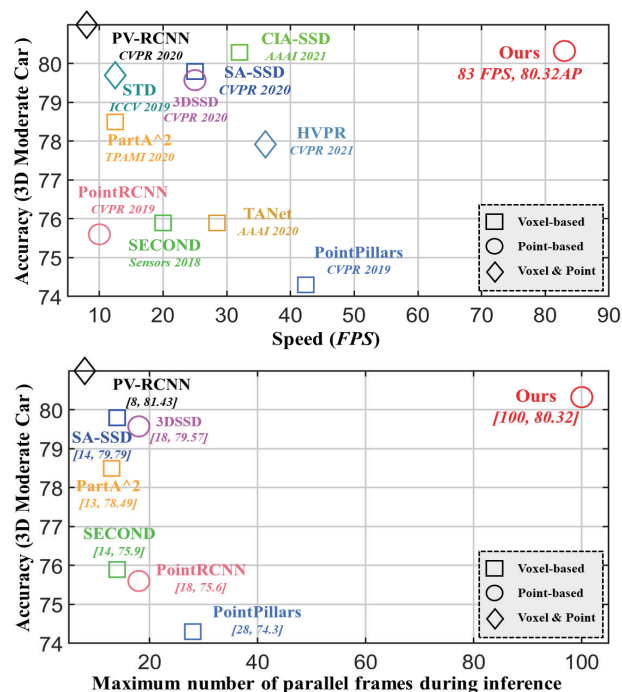 Accuracy (3D Moderate Car )
81
80
79
78
77
76
75
74
PV-RCNN
CVPR 2020
CIA-SSD
AAAI 2021
Ours
83 FPS, 80.32AP
STD
ICCV 2019
SA-SSD
CVPR 2020
3DSSD
CVPR 2020
PartA^2
TPAMI 2020
HVPR
CVPR 2021
PointRCNN
CVPR 2019
TANet
AAAI 2020
SECOND
Sensors 2018
PointPillars
CVPR 2019
Voxel-based
Point-based
Voxel & Point
10 20 30 40 50 60 70 80 90
Speed (FPS)
Accuracy (3D Moderate Car )
81
80
79
78
77
76
75
74
PV-RCNN
[8, 81.43]
Ours
[100, 80.32]
SA-SSD
[14, 79.79]
3DSSD
[18, 79.57]
PartA^2
[13, 78.49]
SECOND
[14, 75.9]
PointRCNN
[18, 75.6]
PointPillars
[28, 74.3]
Voxel-based
Point-based
Voxel & Point
20 40 60 80 100
Maximum number of parallel frames during inference